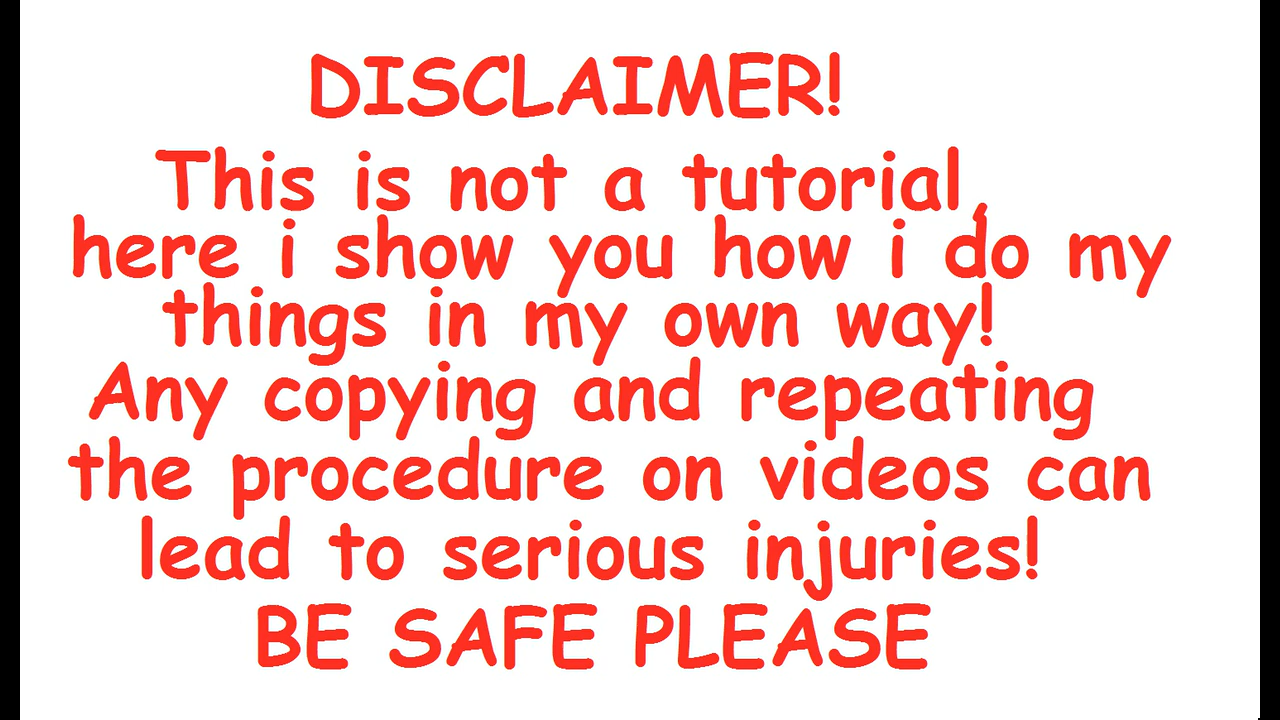 DISCLAIMER!
This is not a tutorial,
here i show you how i do my
things in my own way!
Any copying and repeating
the procedure on videos can
lead to serious injuries!
BE SAFE PLEASE